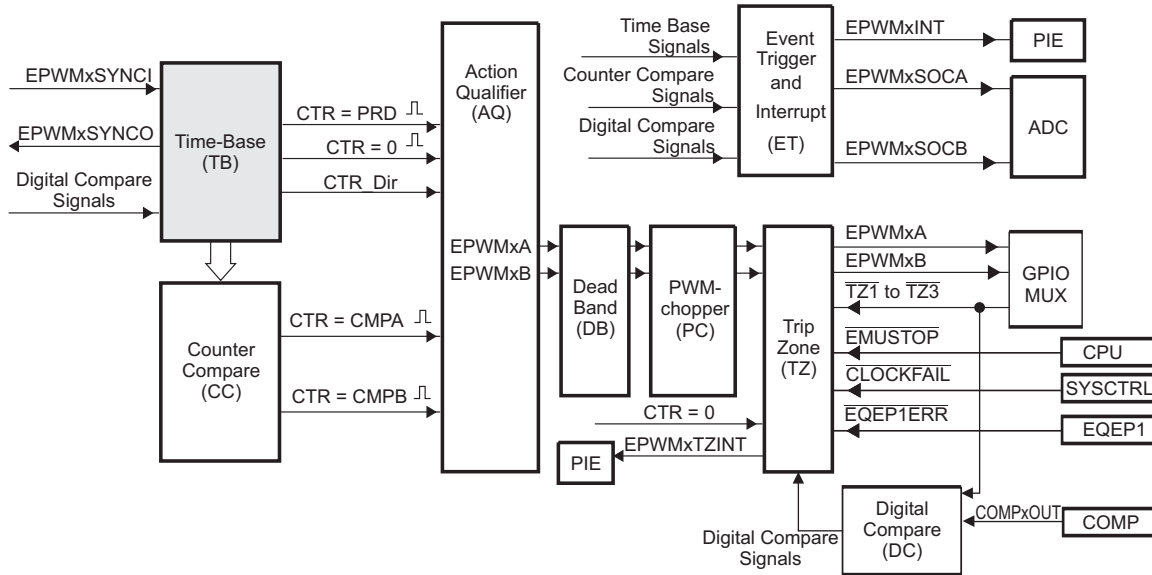 EPWMxSYNCI
EPWMxSYNCO
Digital Compare
Signals
Time-Base
(TB)
CTR = PRD
CTR = 0
CTR_Dir
Counter
Compare
(CC)
CTR = CMPA
CTR = CMPB
Action
Qualifier
(AQ)
EPWMxA
EPWMxB
Time Base
Signals
Counter Compare
Signals
Digital Compare
Signals
Event
Trigger
and
Interrupt
(ET)
EPWMxINT
EPWMxSOCA
EPWMxSOCB
PIE
ADC
Dead
Band
(DB)
PWM-
chopper
(PC)
Trip
Zone
(TZ)
EPWMxA
EPWMxB
TZ1 to TZ3
EMUSTOP
CLOCKFAIL
EQEP1ERR
GPIO
MUX
CPU
SYSCTRL
EQEP1
CTR = 0
EPWMxTZINT
PIE
Digital Compare
Signals
Digital
Compare
(DC)
COMPxOUT
COMP